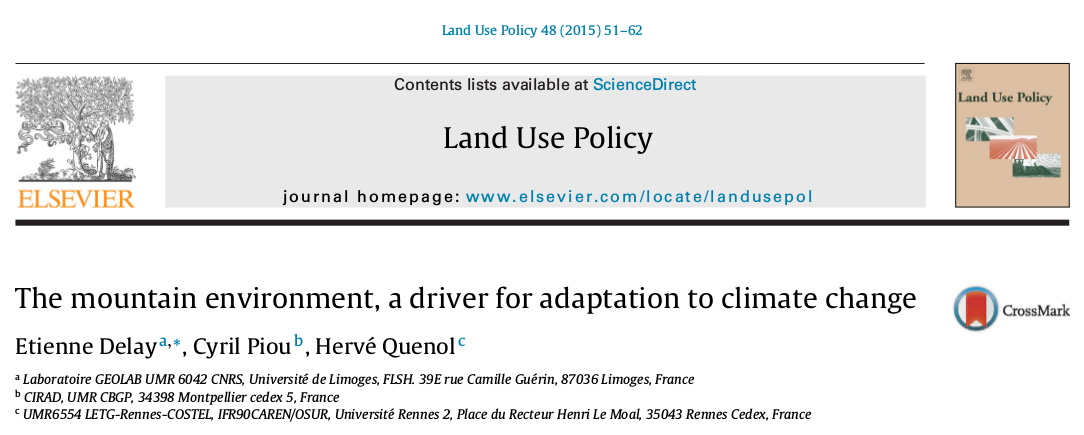 Land Use Policy 48 (2015) 51–62
Contents lists available at ScienceDirect
Land Use Policy
journal homepage: www.elsevier.com/locate/landusepol
ELSEVIER
Land Use Policy
The mountain environment, a driver for adaptation to climate change
CrossMark
Etienne Delay a,*, Cyril Piou b, Hervé Quenol c
a Laboratoire GEOLAB UMR 6042 CNRS, Université de Limoges, FLSH. 39E rue Camille Guérin, 87036 Limoges, France
b CIRAD, UMR CBGP, 34398 Montpellier cedex 5, France
c UMR6554 LETG-Rennes-COSTEL, IFR90CAREN/OSUR, Université Rennes 2, Place du Recteur Henri Le Moal, 35043 Rennes Cedex, France